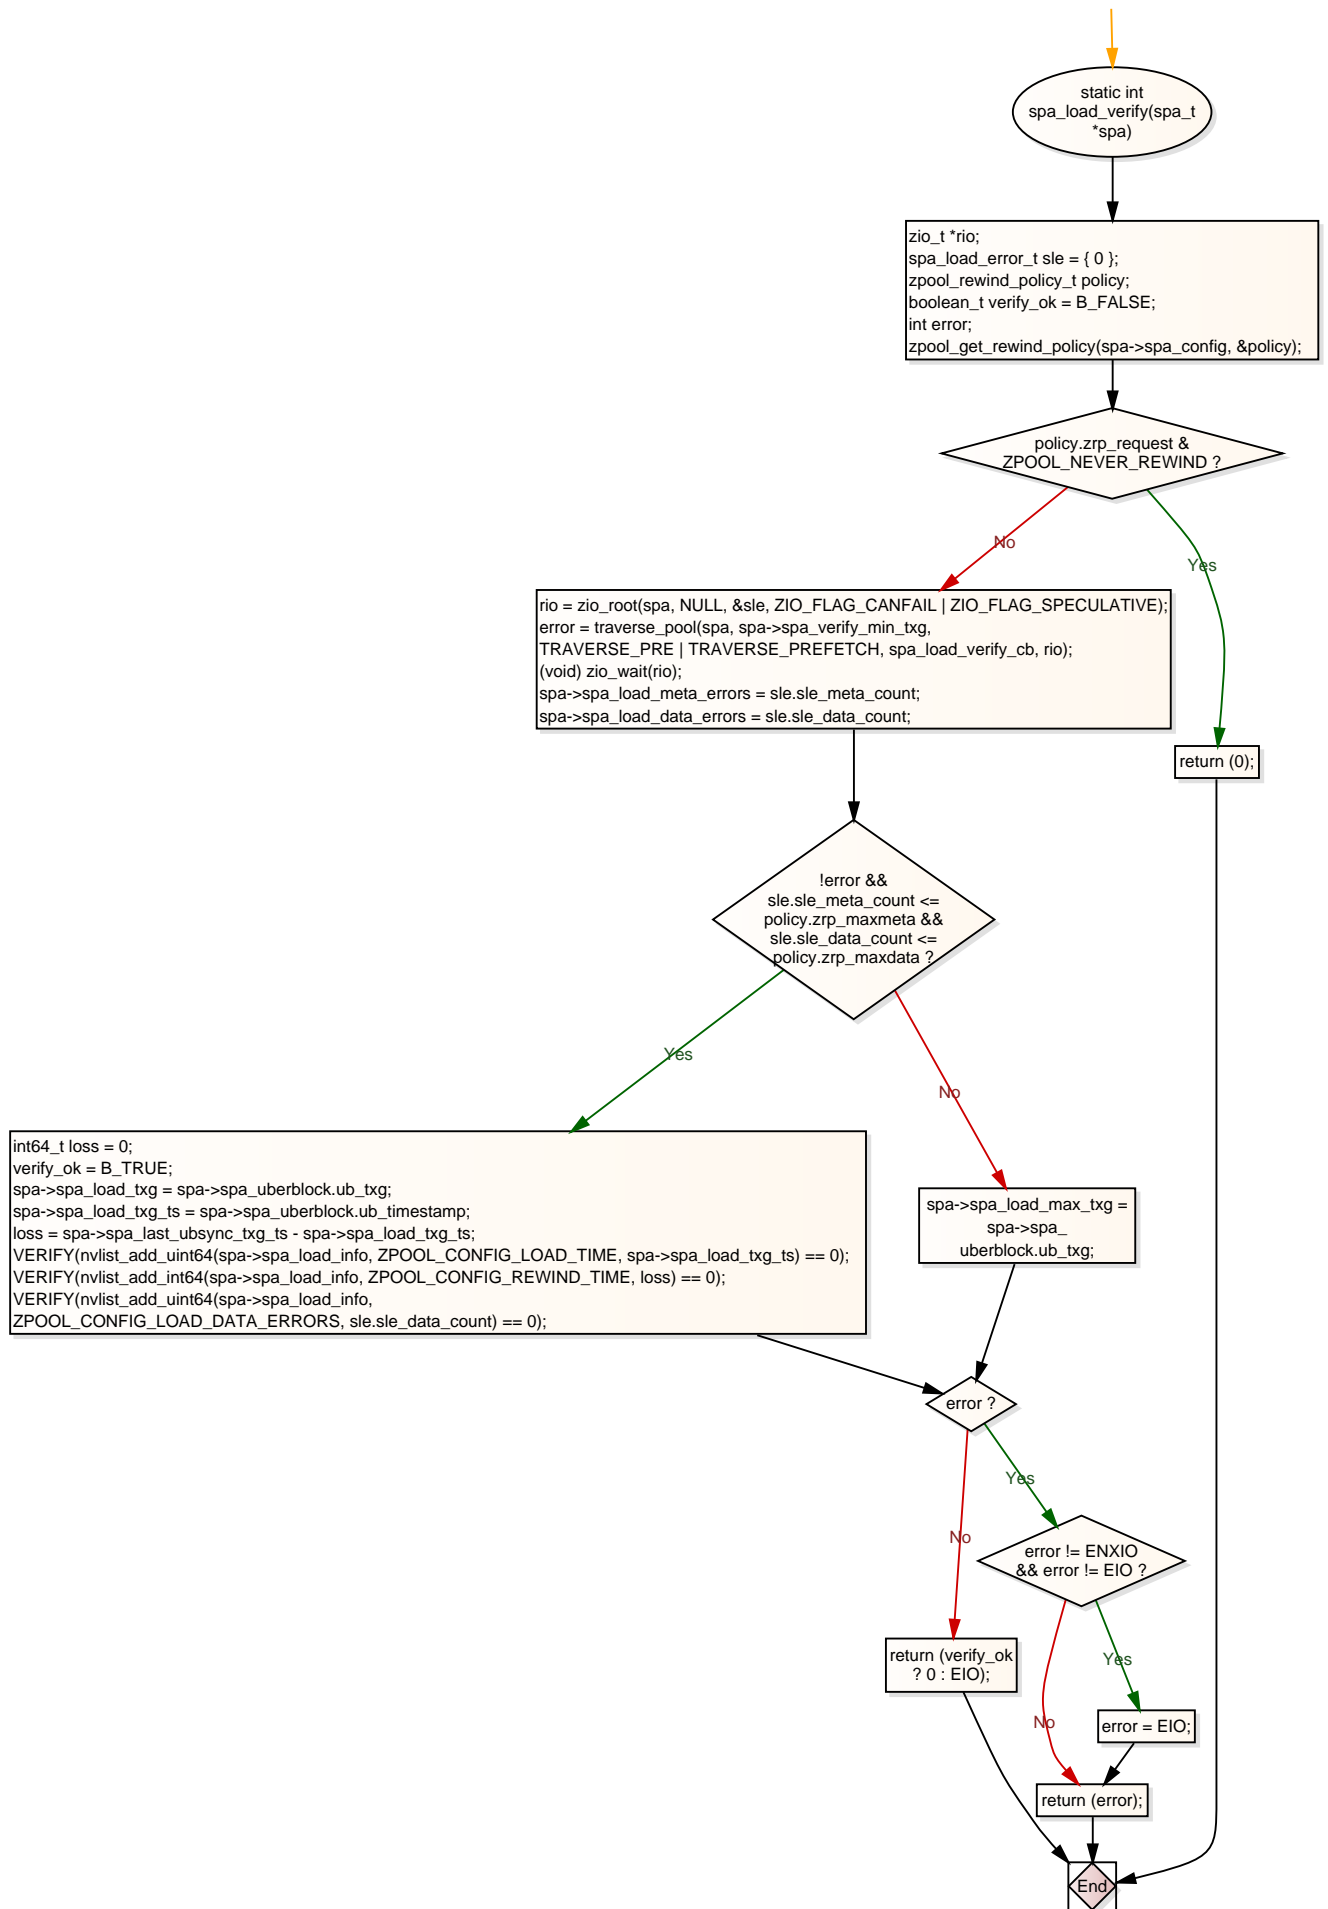 static int
spa_load_verify(spa_t
*spa)
zio_t *rio;
spa_load_error_t sle = { 0 };
zpool_rewind_policy_t policy;
boolean_t verify_ok = B_FALSE;
int error;
zpool_get_rewind_policy(spa->spa_config, &policy);
policy.zrp_request &
ZPOOL_NEVER_REWIND ?
No
Yes
rio = zio_root(spa, NULL, &sle, ZIO_FLAG_CANFAIL | ZIO_FLAG_SPECULATIVE);
error = traverse_pool(spa, spa->spa_verify_min_txg,
TRAVERSE_PRE | TRAVERSE_PREFETCH, spa_load_verify_cb, rio);
(void) zio_wait(rio);
spa->spa_load_meta_errors = sle.sle_meta_count;
spa->spa_load_data_errors = sle.sle_data_count;
return (0);
!error &&
sle.sle_meta_count <=
policy.zrp_maxmeta &&
sle.sle_data_count <=
policy.zrp_maxdata ?
Yes
No
int64_t loss = 0;
verify_ok = B_TRUE;
spa->spa_load_txg = spa->spa_uberblock.ub_txg;
spa->spa_load_txg_ts = spa->spa_uberblock.ub_timestamp;
loss = spa->spa_last_ubsync_txg_ts - spa->spa_load_txg_ts;
VERIFY(nvlist_add_uint64(spa->spa_load_info, ZPOOL_CONFIG_LOAD_TIME, spa->spa_load_txg_ts) == 0);
VERIFY(nvlist_add_int64(spa->spa_load_info, ZPOOL_CONFIG_REWIND_TIME, loss) == 0);
VERIFY(nvlist_add_uint64(spa->spa_load_info,
ZPOOL_CONFIG_LOAD_DATA_ERRORS, sle.sle_data_count) == 0);
spa->spa_load_max_txg =
spa->spa_
uberblock.ub_txg;
error ?
Yes
No
error != ENXIO
&& error != EIO ?
return (verify_ok
? 0 : EIO);
Yes
No
error = EIO;
return (error);
End